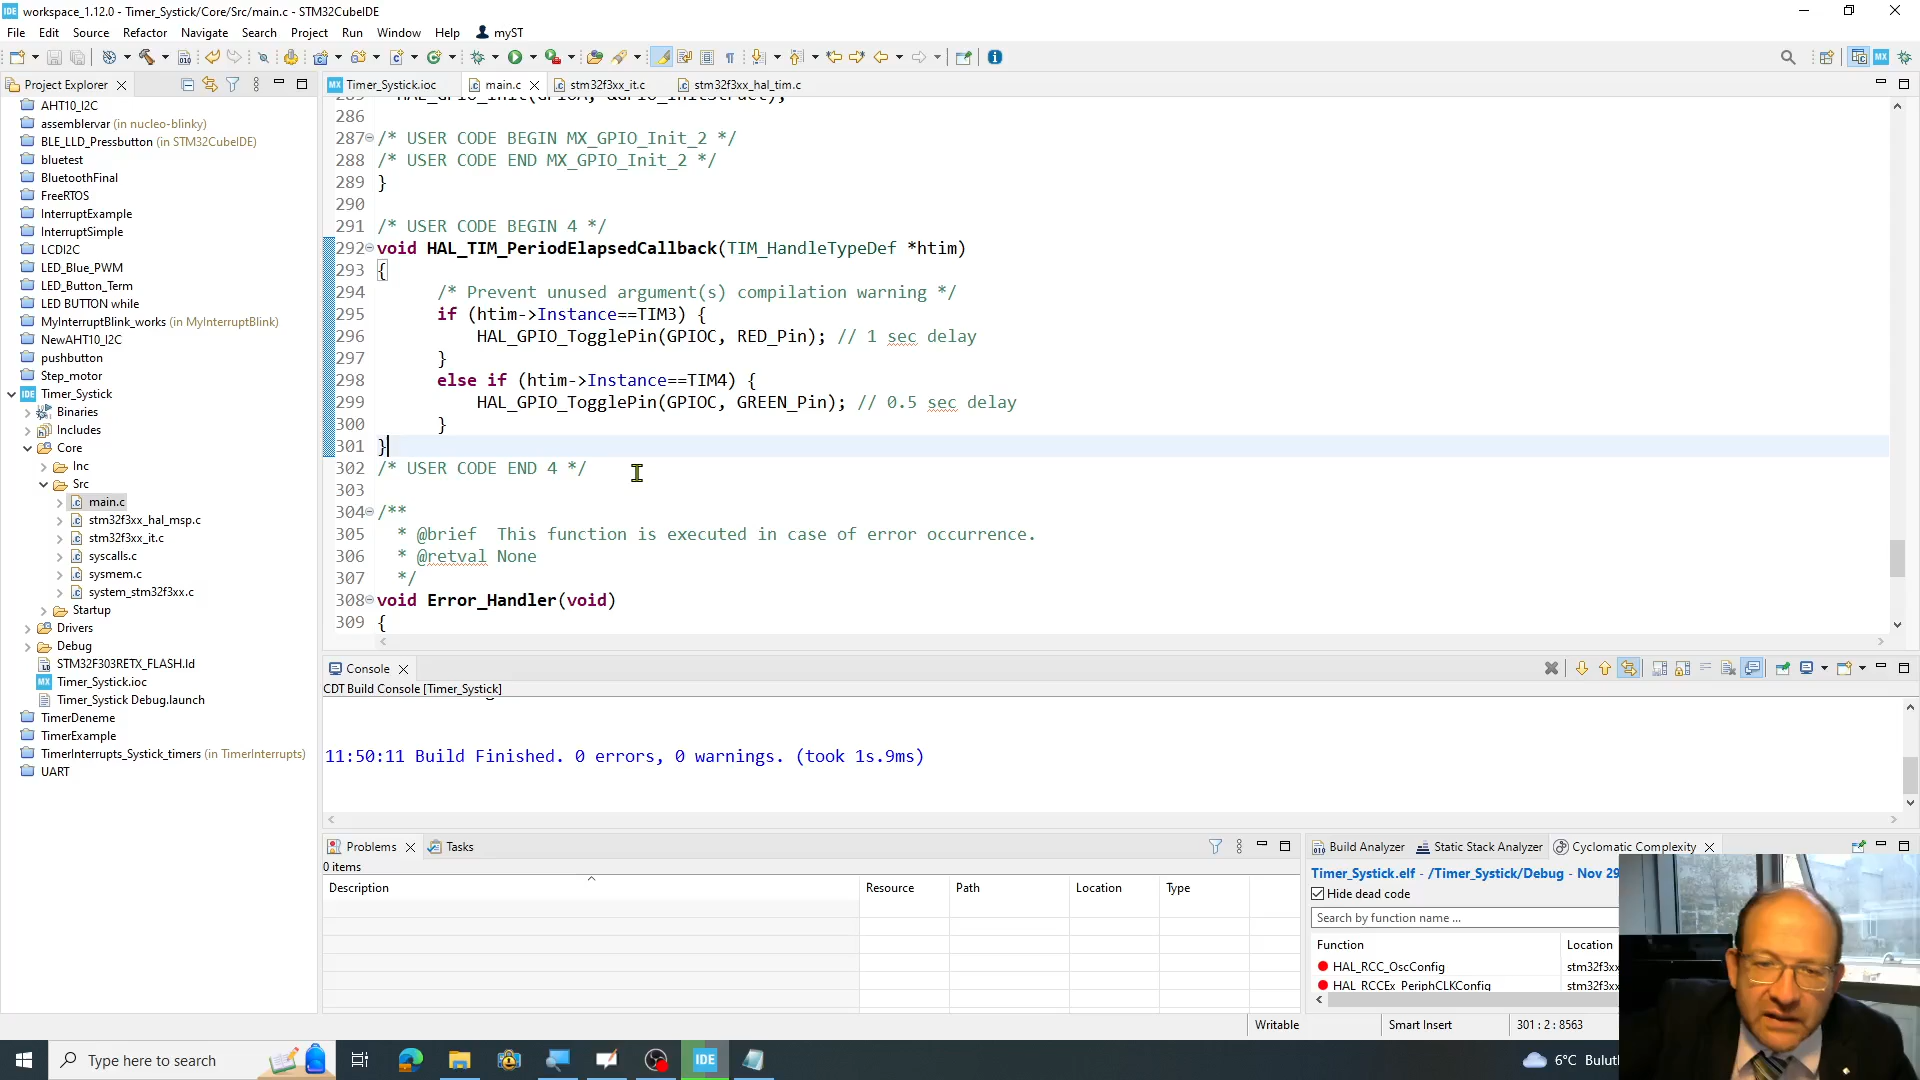 workspace_1.12.0 - Timer_Systick/Core/Src/main.c - STM32CubeIDE
File Edit Source Refactor Navigate Search Project Run Window Help myST
Project Explorer
Timer_Systick.ioc main.c stm32f3xx_it.c stm32f3xx_hal_tim.c
AHT10_I2C
assemblervar (in nucleo-blinky)
BLE_LLD_Pressbutton (in STM32CubeIDE)
bluetest
BluetoothFinal
FreeRTOS
InterruptExample
InterruptSimple
LCDI2C
LED_Blue_PWM
LED_Button_Term
LED BUTTON while
MyInterruptBlink_works (in MyInterruptBlink)
NewAHT10_I2C
pushbutton
Step_motor
Timer_Systick
Binaries
Includes
Core
Inc
Src
main.c
stm32f3xx_hal_msp.c
stm32f3xx_it.c
syscalls.c
sysmem.c
system_stm32f3xx.c
Startup
Drivers
Debug
STM32F303RETX_FLASH.ld
Timer_Systick.ioc
Timer_Systick Debug.launch
TimerDeneme
TimerExample
TimerInterrupts_Systick_timers (in TimerInterrupts)
UART
286
287 /* USER CODE BEGIN MX_GPIO_Init_2 */
288 /* USER CODE END MX_GPIO_Init_2 */
289 }
290
291 /* USER CODE BEGIN 4 */
292 void HAL_TIM_PeriodElapsedCallback(TIM_HandleTypeDef *htim)
293 {
294 /* Prevent unused argument(s) compilation warning */
295 if (htim->Instance==TIM3) {
296 HAL_GPIO_TogglePin(GPIOC, RED_Pin); // 1 sec delay
297 }
298 else if (htim->Instance==TIM4) {
299 HAL_GPIO_TogglePin(GPIOC, GREEN_Pin); // 0.5 sec delay
300 }
301 }
302 /* USER CODE END 4 */
303
304 /**
305 * @brief This function is executed in case of error occurrence.
306 * @retval None
307 */
308 void Error_Handler(void)
309 {
Console
CDT Build Console [Timer_Systick]
11:50:11 Build Finished. 0 errors, 0 warnings. (took 1s.9ms)
Problems Tasks
0 items
Description Resource Path Location Type
Build Analyzer Static Stack Analyzer Cyclomatic Complexity
Timer_Systick.elf - /Timer_Systick/Debug - Nov 29
Hide dead code
Search by function name ...
Function Location
HAL_RCC_OscConfig stm32f3xx
HAL_RCCEx_PeriphCLKConfig stm32f3xx
Writable Smart Insert 301 : 2 : 8563
Type here to search
IDE
6°C Bulut